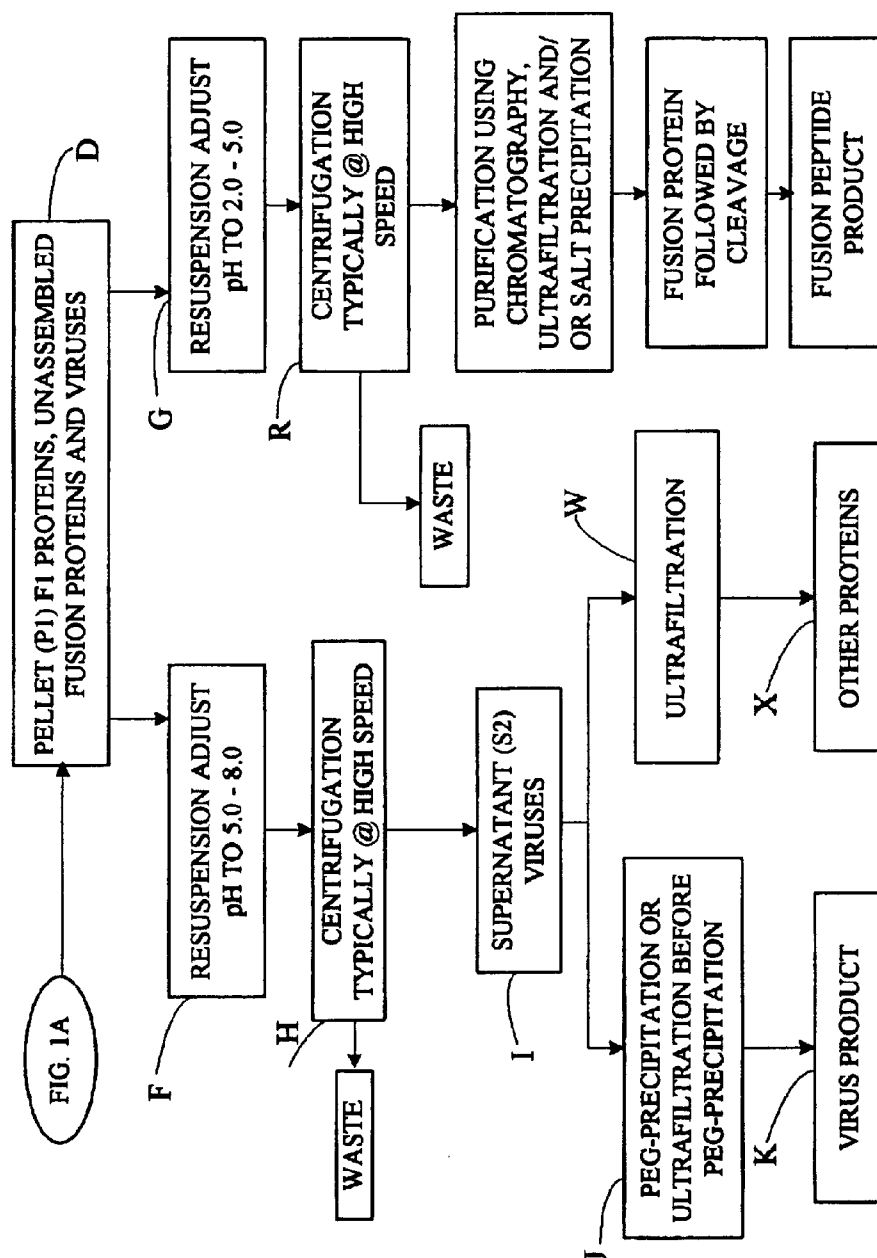 FIG. 1A
PELLET (P1) F1 PROTEINS, UNASSEMBLED
FUSION PROTEINS AND VIRUSES
D
F
RESUSPENSION ADJUST
pH TO 5.0 - 8.0
G
RESUSPENSION ADJUST
pH TO 2.0 - 5.0
H
CENTRIFUGATION
TYPICALLY @ HIGH SPEED
WASTE
R
CENTRIFUGATION
TYPICALLY @ HIGH
SPEED
WASTE
I
SUPERNATANT (S2)
VIRUSES
PURIFICATION USING
CHROMATOGRAPHY,
ULTRAFILTRATION AND/
OR SALT PRECIPITATION
J
PEG-PRECIPITATION OR
ULTRAFILTRATION BEFORE
PEG-PRECIPITATION
W
ULTRAFILTRATION
FUSION PROTEIN
FOLLOWED BY
CLEAVAGE
K
VIRUS PRODUCT
X
OTHER PROTEINS
FUSION PEPTIDE
PRODUCT